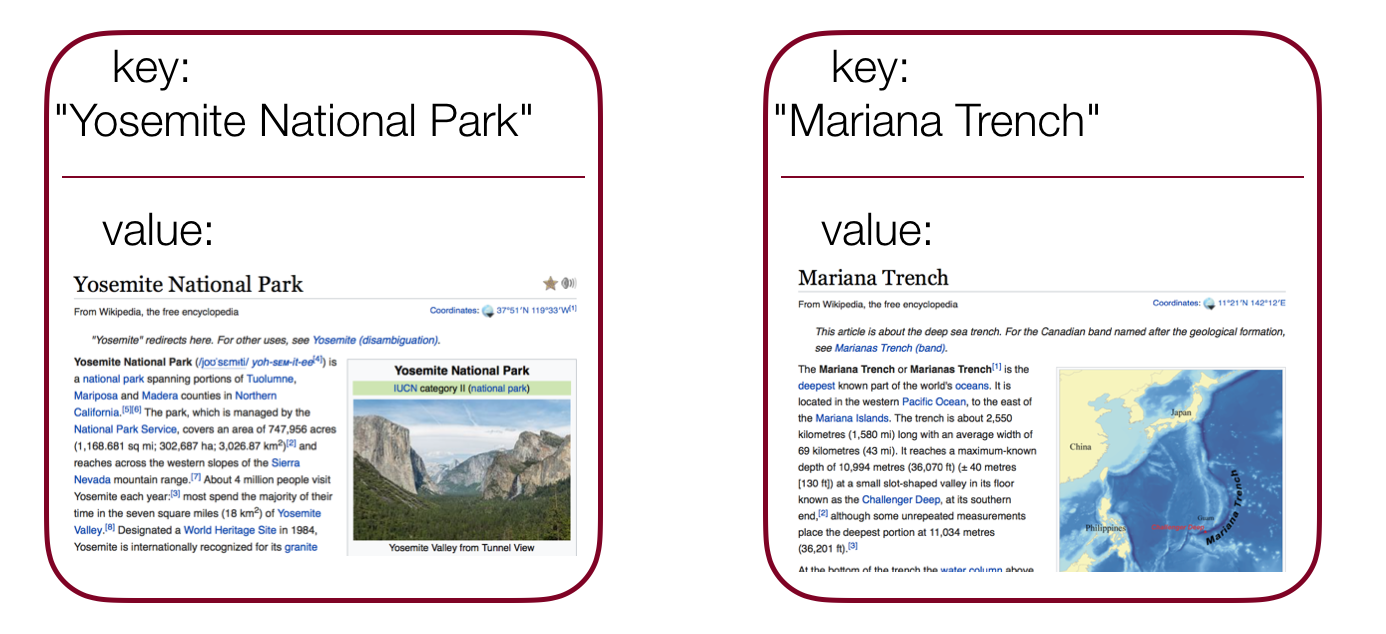 key:
"Yosemite National Park"
value:
Yosemite National Park
From Wikipedia, the free encyclopedia
Coordinates: 37°51′N 119°33′W[1]
"Yosemite" redirects here. For other uses, see Yosemite (disambiguation).
Yosemite National Park (/joʊˈsɛmɪti/ yoh-SEM-it-ee[4]) is
a national park spanning portions of Tuolumne,
Mariposa and Madera counties in Northern
California.[5][6] The park, which is managed by the
National Park Service, covers an area of 747,956 acres
(1,168.681 sq mi; 302,687 ha; 3,026.87 km2)[2] and
reaches across the western slopes of the Sierra
Nevada mountain range.[7] About 4 million people visit
Yosemite each year:[3] most spend the majority of their
time in the seven square miles (18 km2) of Yosemite
Valley.[8] Designated a World Heritage Site in 1984,
Yosemite is internationally recognized for its granite
Yosemite National Park
IUCN category II (national park)
Yosemite Valley from Tunnel View
key:
"Mariana Trench"
value:
Mariana Trench
From Wikipedia, the free encyclopedia
Coordinates: 11°21′N 142°12′E
This article is about the deep sea trench. For the Canadian band named after the geological formation,
see Marianas Trench (band).
The Mariana Trench or Marianas Trench[1] is the
deepest known part of the world's oceans. It is
located in the western Pacific Ocean, to the east of
the Mariana Islands. The trench is about 2,550
kilometres (1,580 mi) long with an average width of
69 kilometres (43 mi). It reaches a maximum-known
depth of 10,994 metres (36,070 ft) (± 40 metres
[130 ft]) at a small slot-shaped valley in its floor
known as the Challenger Deep, at its southern
end,[2] although some unrepeated measurements
place the deepest portion at 11,034 metres
(36,201 ft).[3]
At the bottom of the trench the water column above
Japan
China
Philippines
Guam
Challenger Deep
Mariana Trench